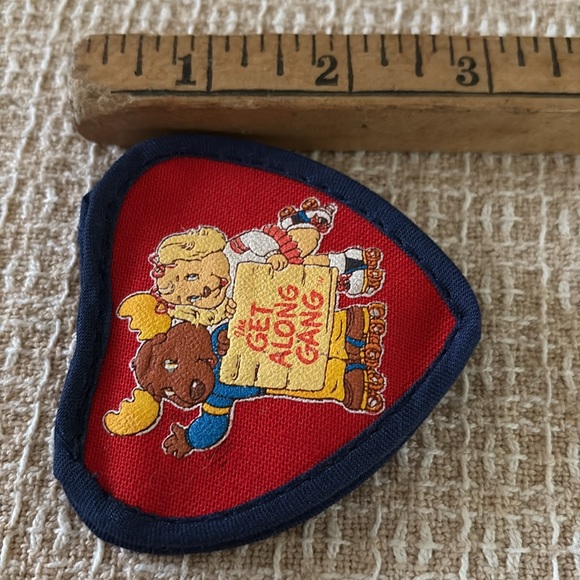 1 2 3
THE
GET
ALONG
GANG